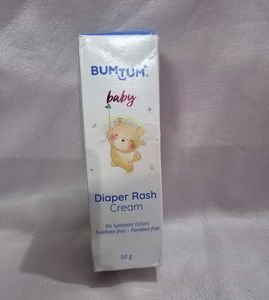 BUMTUM
baby
Diaper Rash
Cream
No Synthetic Colors
Sulphate free - Paraben free
50 g